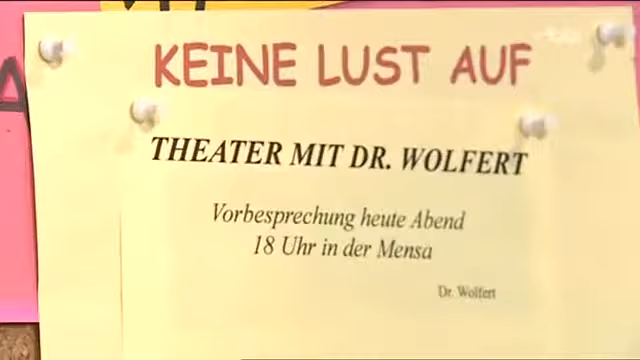 KEINE LUST AUF
THEATER MIT DR. WOLFERT
Vorbesprechung heute Abend
18 Uhr in der Mensa
Dr. Wolfert